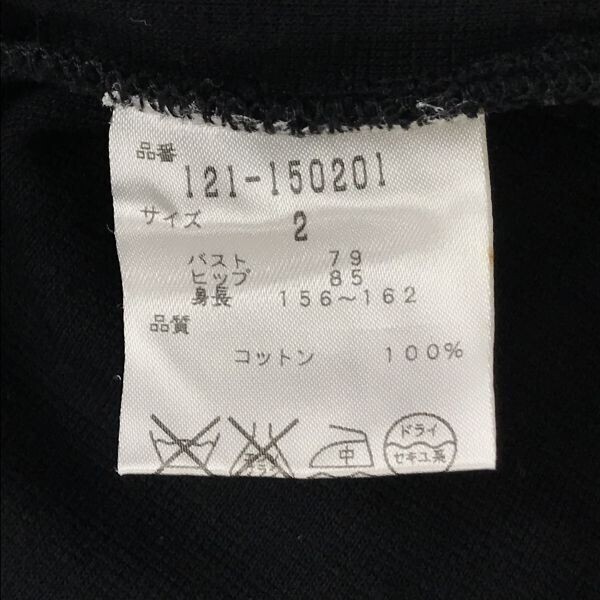 品番
121-150201
サイズ 2
バスト 79
ヒップ 85
身長 156～162
品質
コットン 100%
中
ドライ
セキユ系